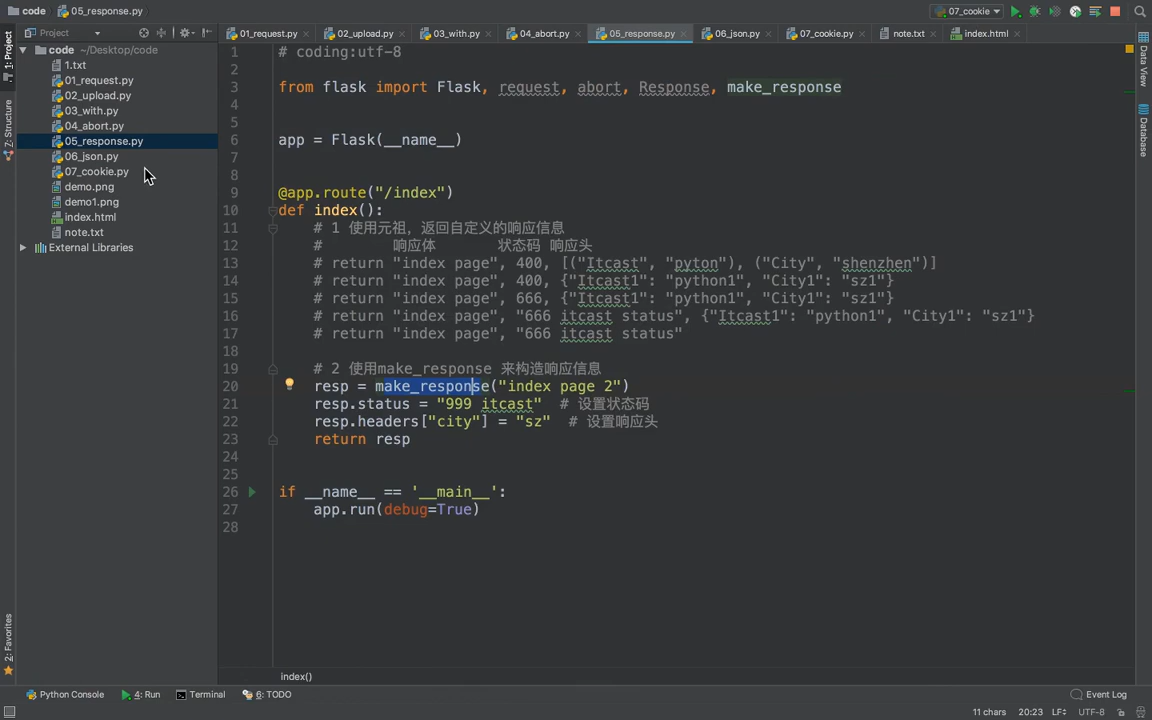 code 05_response.py
07_cookie
Project
01_request.py 02_upload.py 03_with.py 04_abort.py 05_response.py 06_json.py 07_cookie.py note.txt index.html
code ~/Desktop/code
1.txt
01_request.py
02_upload.py
03_with.py
04_abort.py
05_response.py
06_json.py
07_cookie.py
demo.png
demo1.png
index.html
note.txt
External Libraries
1: Project
Z: Structure
2: Favorites
1 # coding:utf-8
2
3 from flask import Flask, request, abort, Response, make_response
4
5
6 app = Flask(__name__)
7
8
9 @app.route("/index")
10 def index():
11 # 1 使用元祖，返回自定义的响应信息
12 # 响应体 状态码 响应头
13 # return "index page", 400, [("Itcast", "pyton"), ("City", "shenzhen")]
14 # return "index page", 400, {"Itcast1": "python1", "City1": "sz1"}
15 # return "index page", 666, {"Itcast1": "python1", "City1": "sz1"}
16 # return "index page", "666 itcast status", {"Itcast1": "python1", "City1": "sz1"}
17 # return "index page", "666 itcast status"
18
19 # 2 使用make_response 来构造响应信息
20 resp = make_response("index page 2")
21 resp.status = "999 itcast" # 设置状态码
22 resp.headers["city"] = "sz" # 设置响应头
23 return resp
24
25
26 if __name__ == '__main__':
27 app.run(debug=True)
28
Data View
Database
index()
Python Console 4: Run Terminal 6: TODO Event Log
11 chars 20:23 LF÷ UTF-8